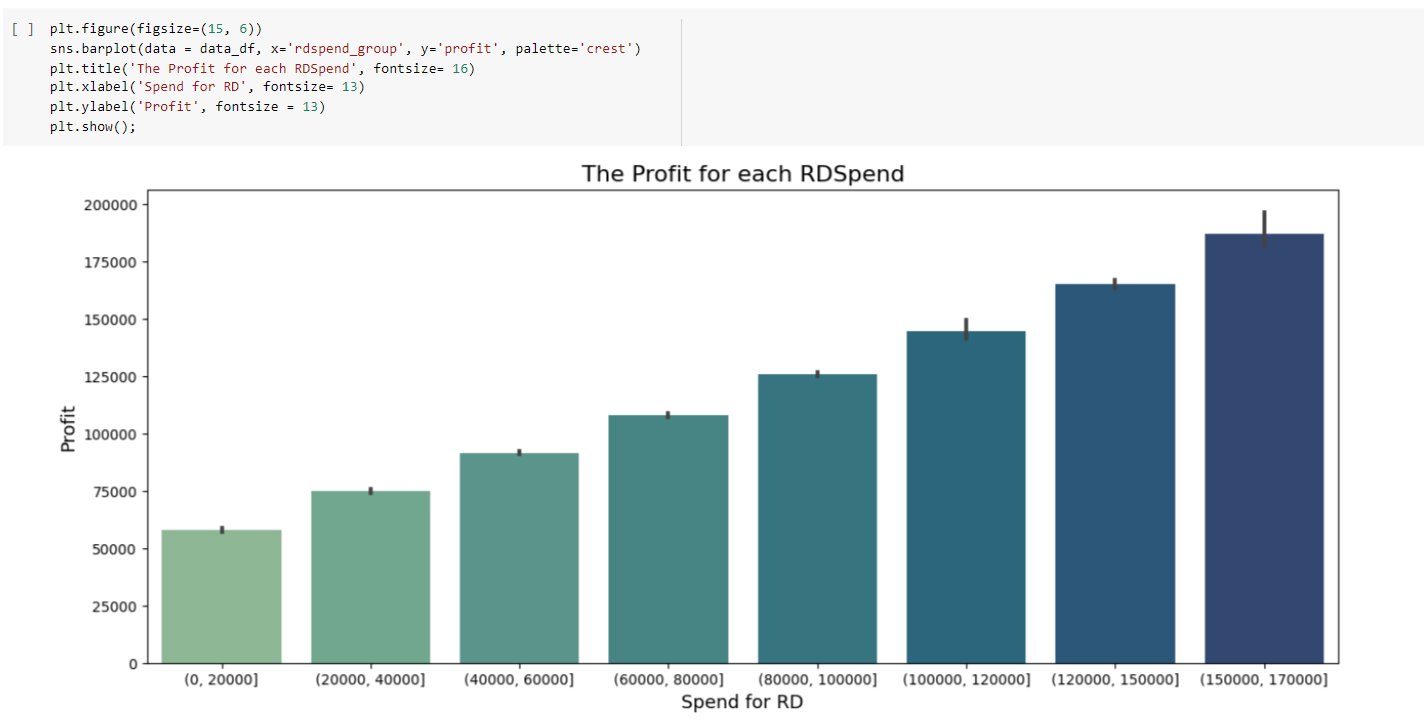 [ ] plt.figure(figsize=(15, 6))
sns.barplot(data = data_df, x='rdspend_group', y='profit', palette='crest')
plt.title('The Profit for each RDSpend', fontsize= 16)
plt.xlabel('Spend for RD', fontsize= 13)
plt.ylabel('Profit', fontsize = 13)
plt.show();
The Profit for each RDSpend
200000
175000
150000
125000
100000
75000
50000
25000
0
Profit
(0, 20000] (20000, 40000] (40000, 60000] (60000, 80000] (80000, 100000] (100000, 120000] (120000, 150000] (150000, 170000]
Spend for RD